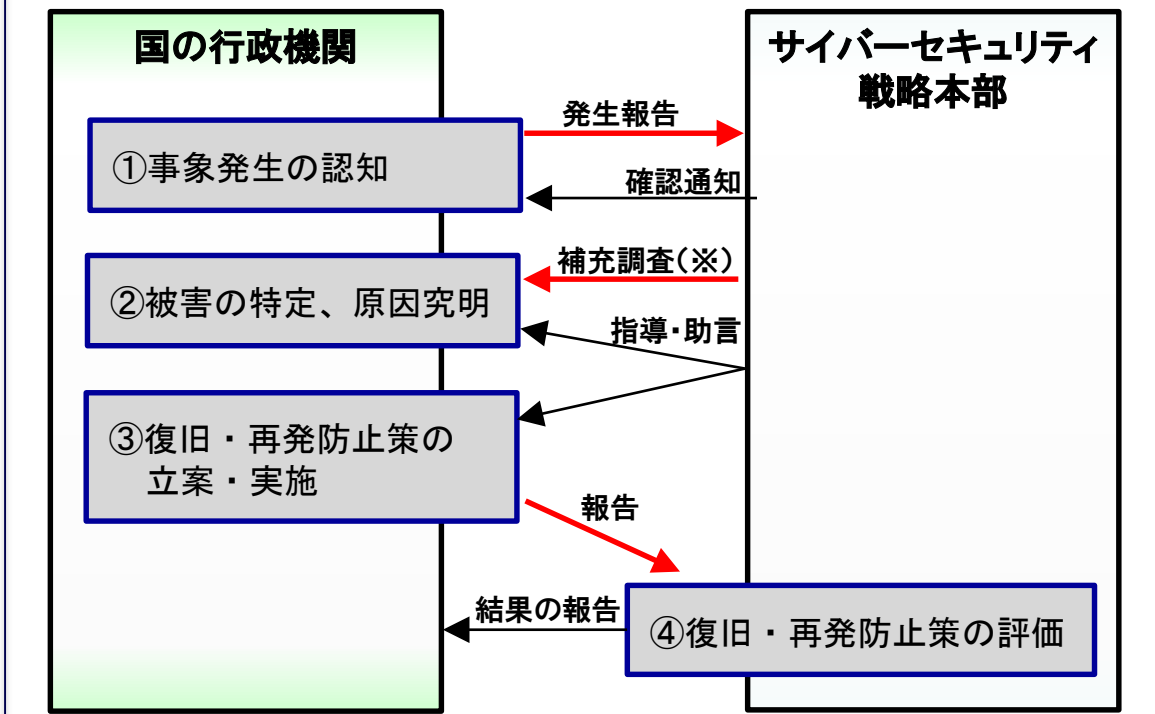 国の行政機関
サイバーセキュリティ
戦略本部
発生報告
①事象発生の認知
確認通知
補充調査(※)
②被害の特定、原因究明
指導・助言
③復旧・再発防止策の
立案・実施
報告
結果の報告
④復旧・再発防止策の評価